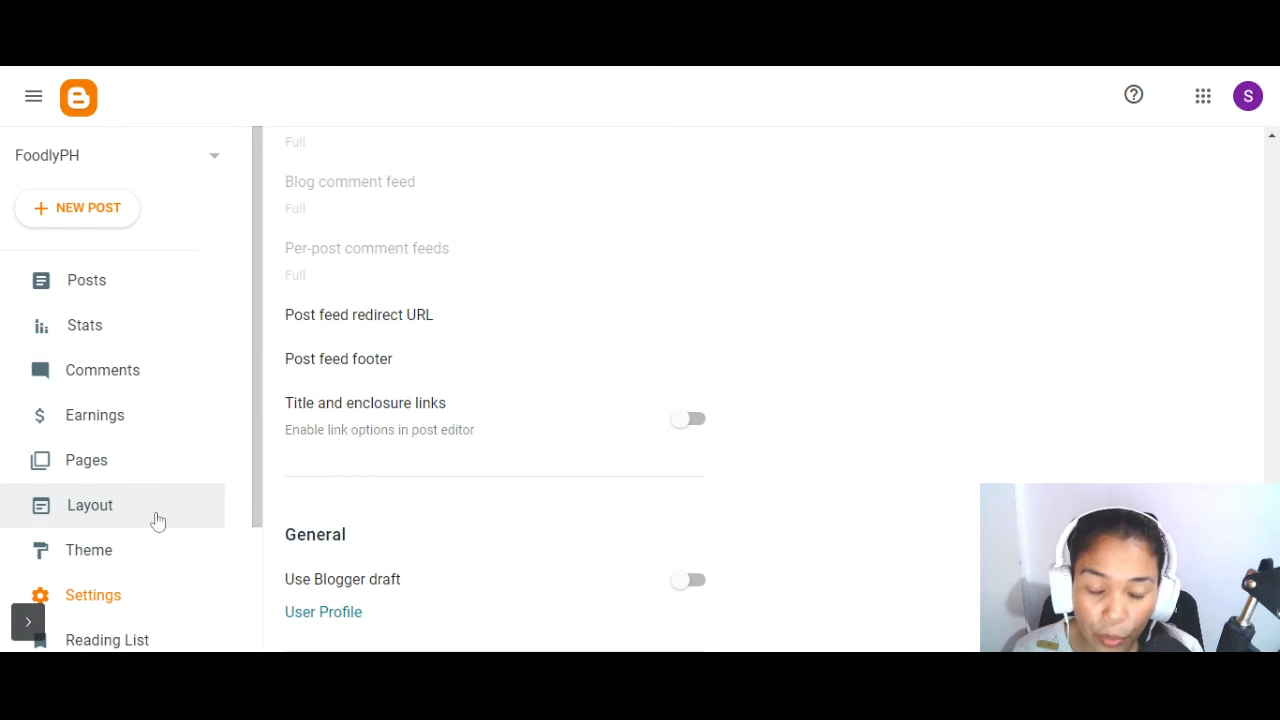 S
FoodlyPH
NEW POST
Posts
Stats
Comments
Earnings
Pages
Layout
Theme
Settings
Reading List
Full
Blog comment feed
Full
Per-post comment feeds
Full
Post feed redirect URL
Post feed footer
Title and enclosure links
Enable link options in post editor
General
Use Blogger draft
User Profile